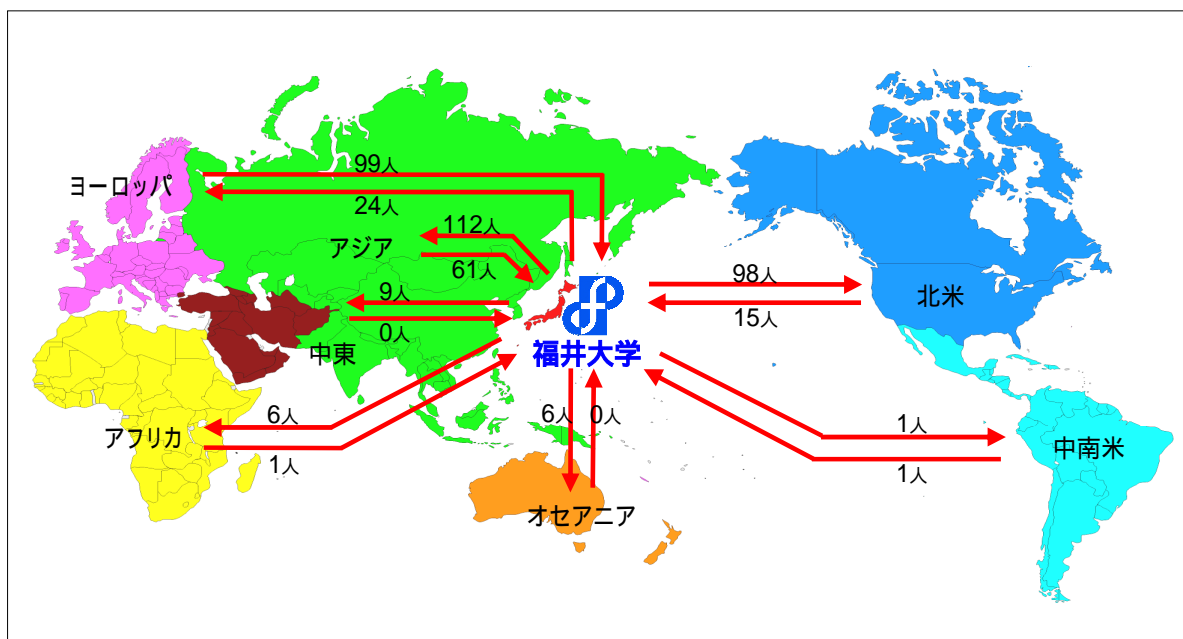 99人
ヨーロッパ
24人
112人
アジア
61人
9人
0人
中東
98人
北米
15人
福井大学
6人
アフリカ
1人
6人
0人
オセアニア
1人
中南米
1人